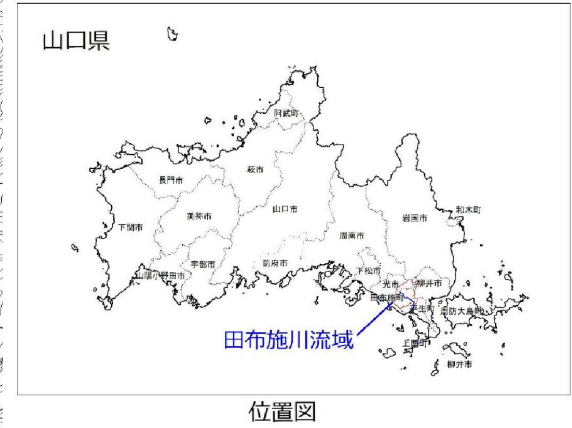 山口県
阿武町
萩市
長門市
美祢市
山口市
下関市
岩国市
和木町
周南市
宇部市
防府市
山陽小野田市
下松市
光市
柳井市
田布施町
平生町
周防大島町
田布施川流域
上関町
柳井市
位置図